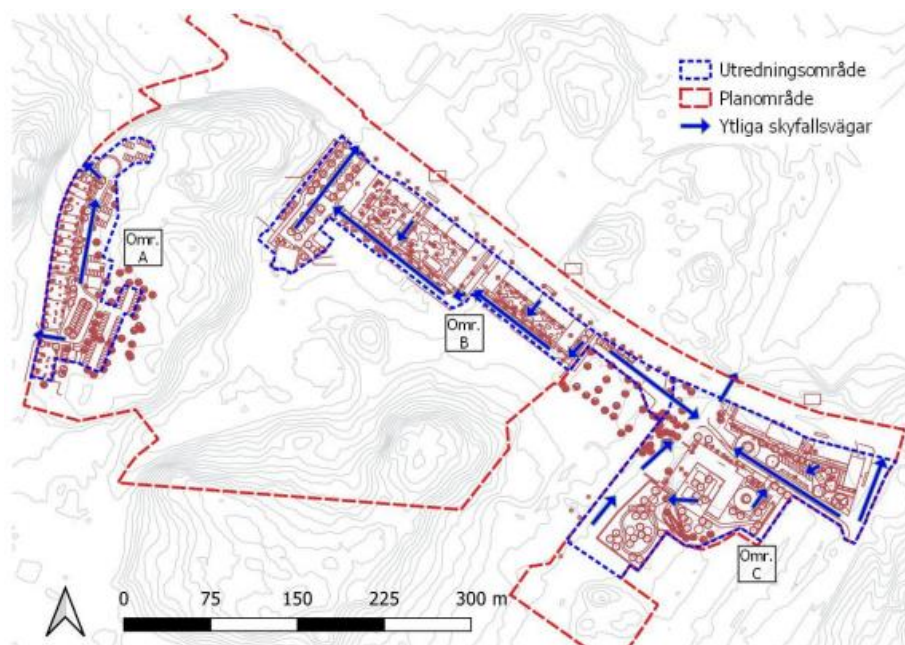 Utredningsområde
Planområde
Ytliga skyfallsvägar
Omr.
A
Omr.
B
Omr.
C
0 75 150 225 300 m